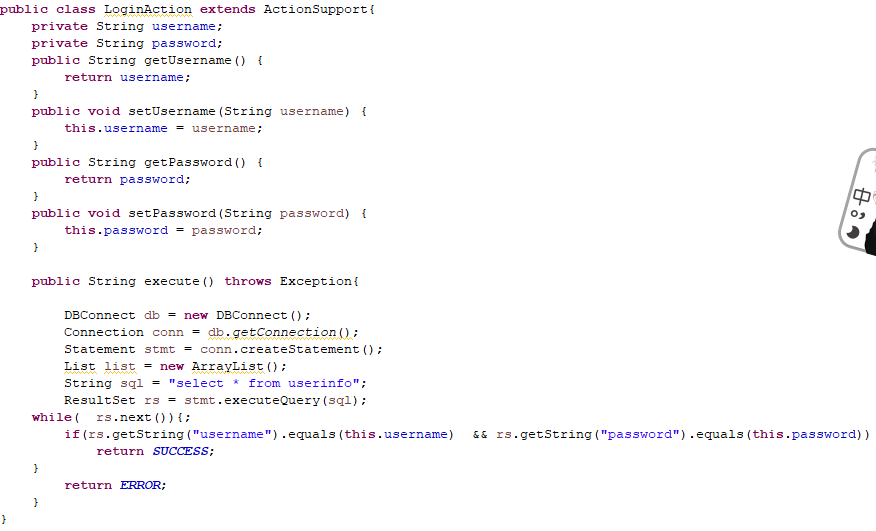 public class LoginAction extends ActionSupport{
    private String username;
    private String password;
    public String getUsername() {
        return username;
    }
    public void setUsername(String username) {
        this.username = username;
    }
    public String getPassword() {
        return password;
    }
    public void setPassword(String password) {
        this.password = password;
    }

    public String execute() throws Exception{

        DBConnect db = new DBConnect();
        Connection conn = db.getConnection();
        Statement stmt = conn.createStatement();
        List list = new ArrayList();
        String sql = "select * from userinfo";
        ResultSet rs = stmt.executeQuery(sql);
    while(  rs.next()){;
        if(rs.getString("username").equals(this.username)  && rs.getString("password").equals(this.password))
            return SUCCESS;
    }
        return ERROR;
    }
}
中